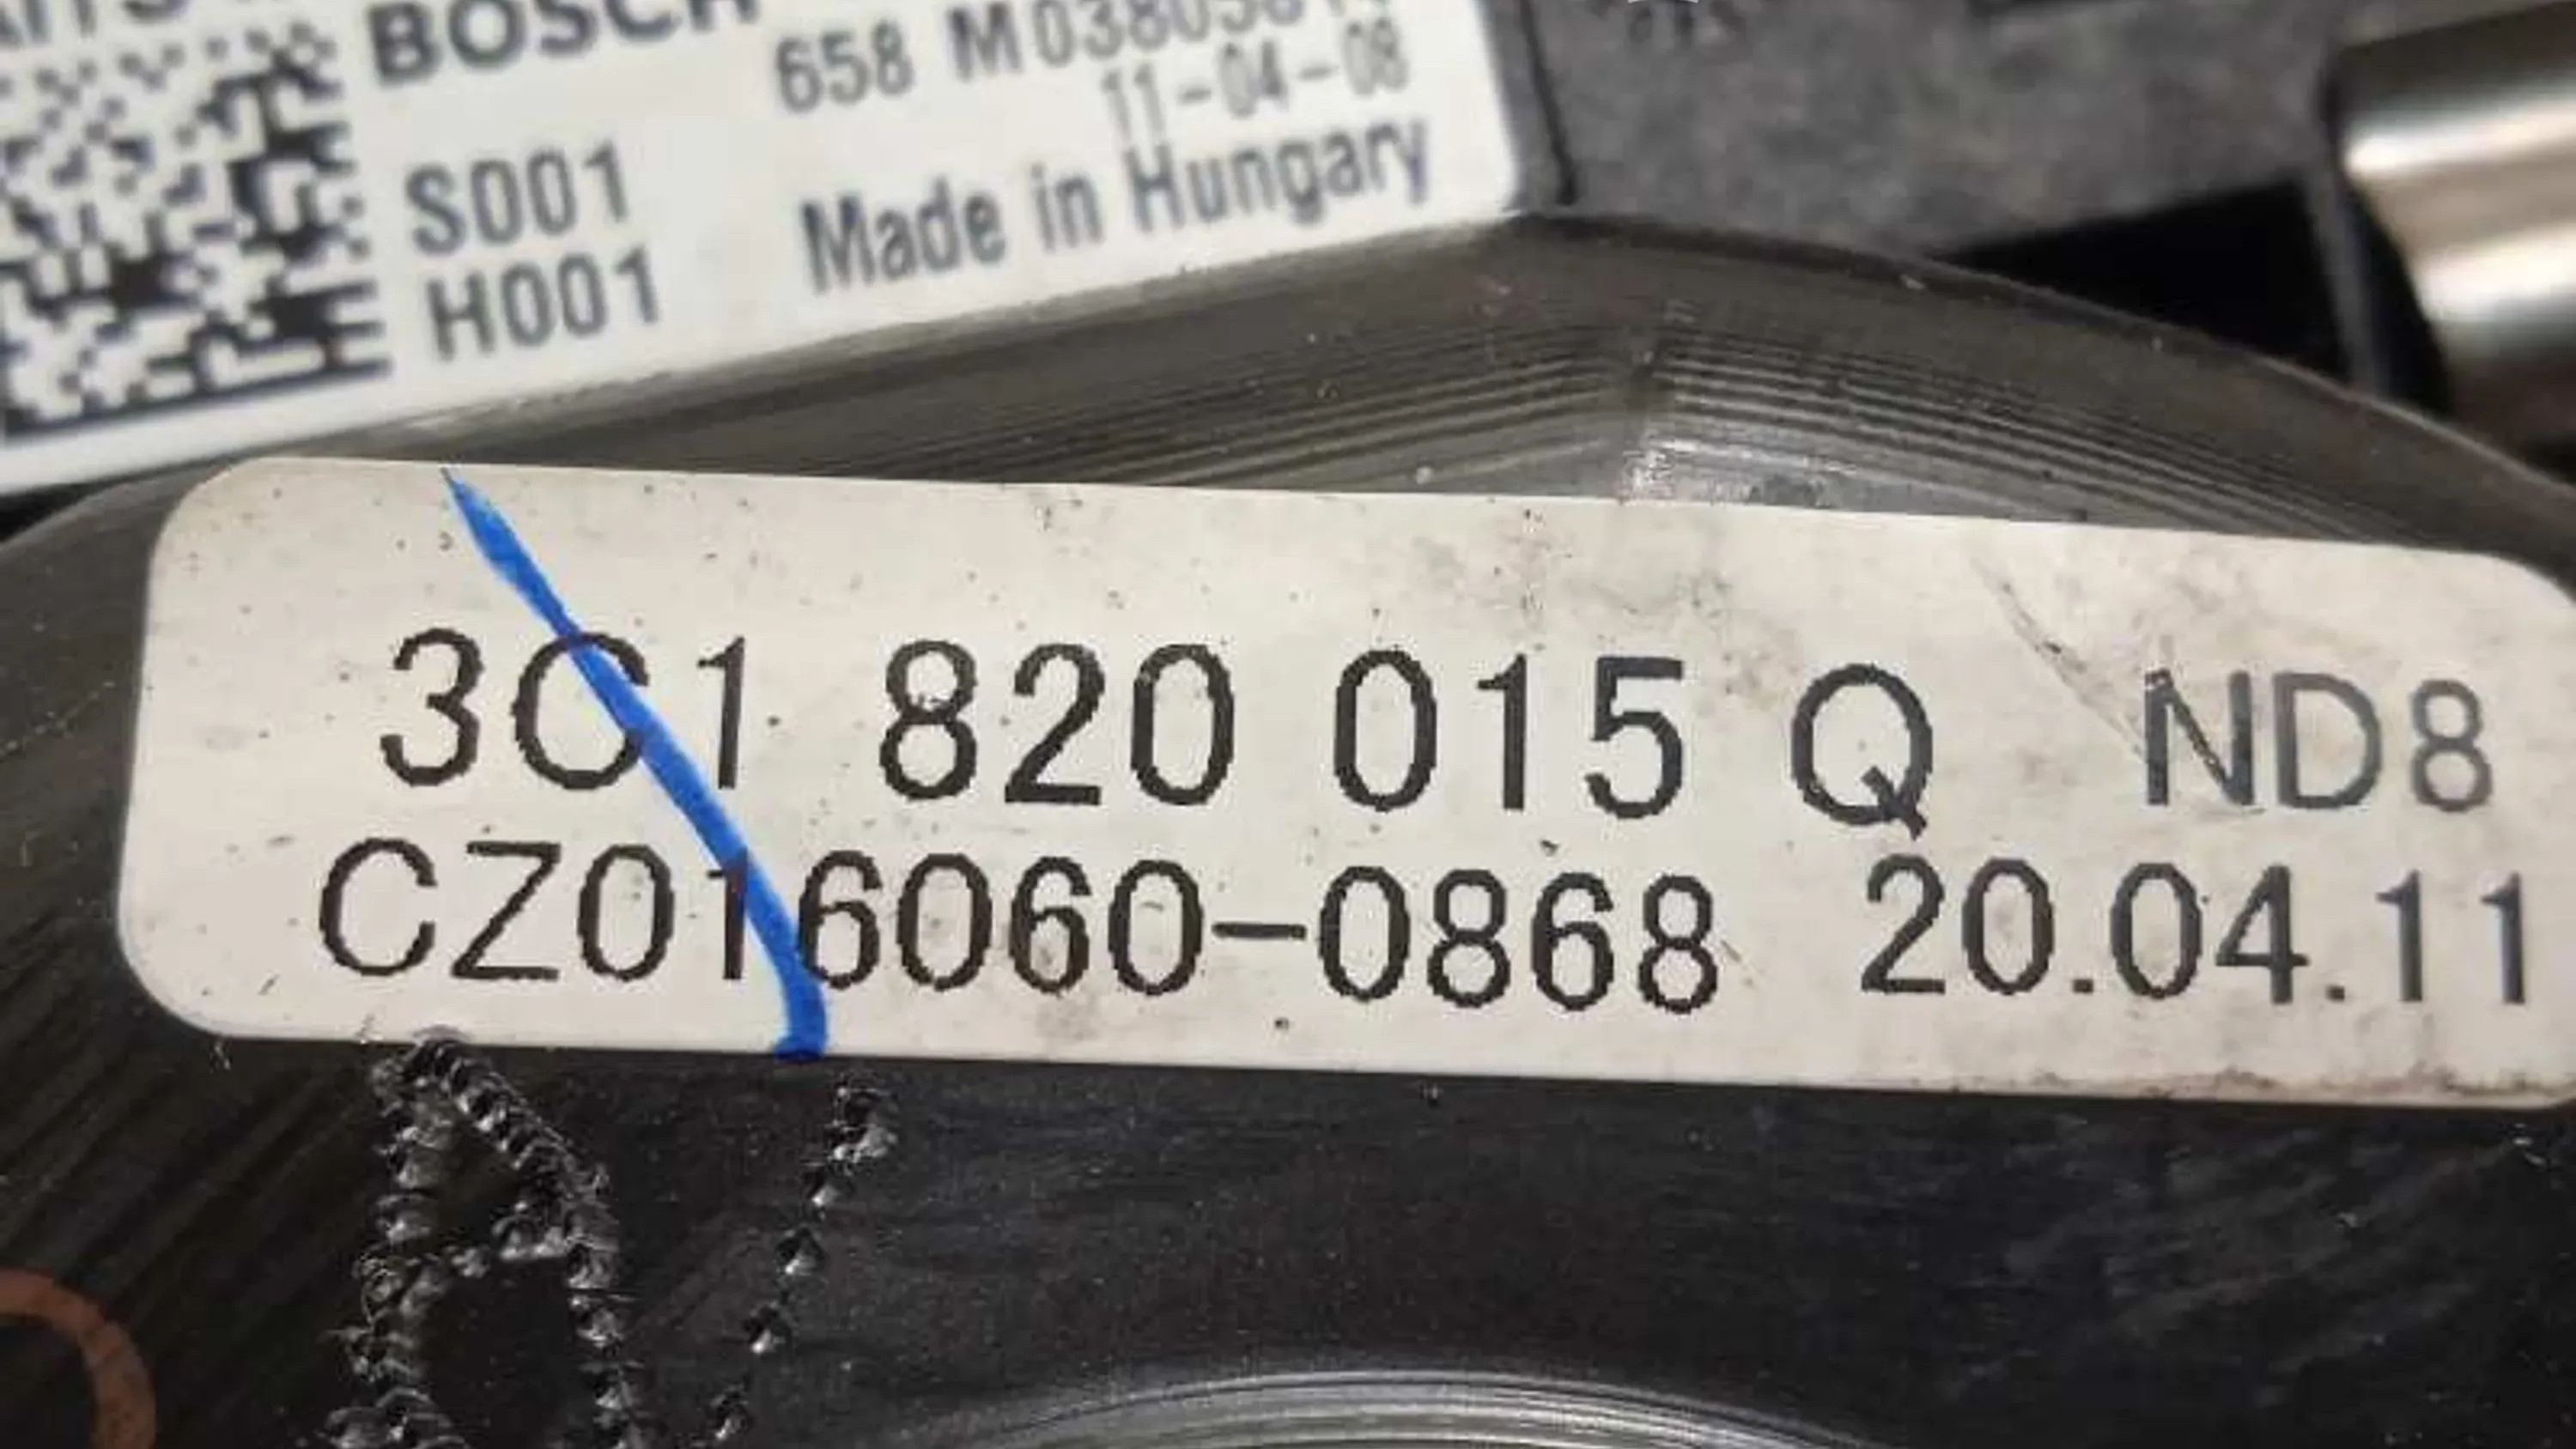 BOSCH
658 M03805
11-04-08
S001
Made in Hungary
H001
3C1 820 015 Q ND8
CZ016060-0868 20.04.11
A